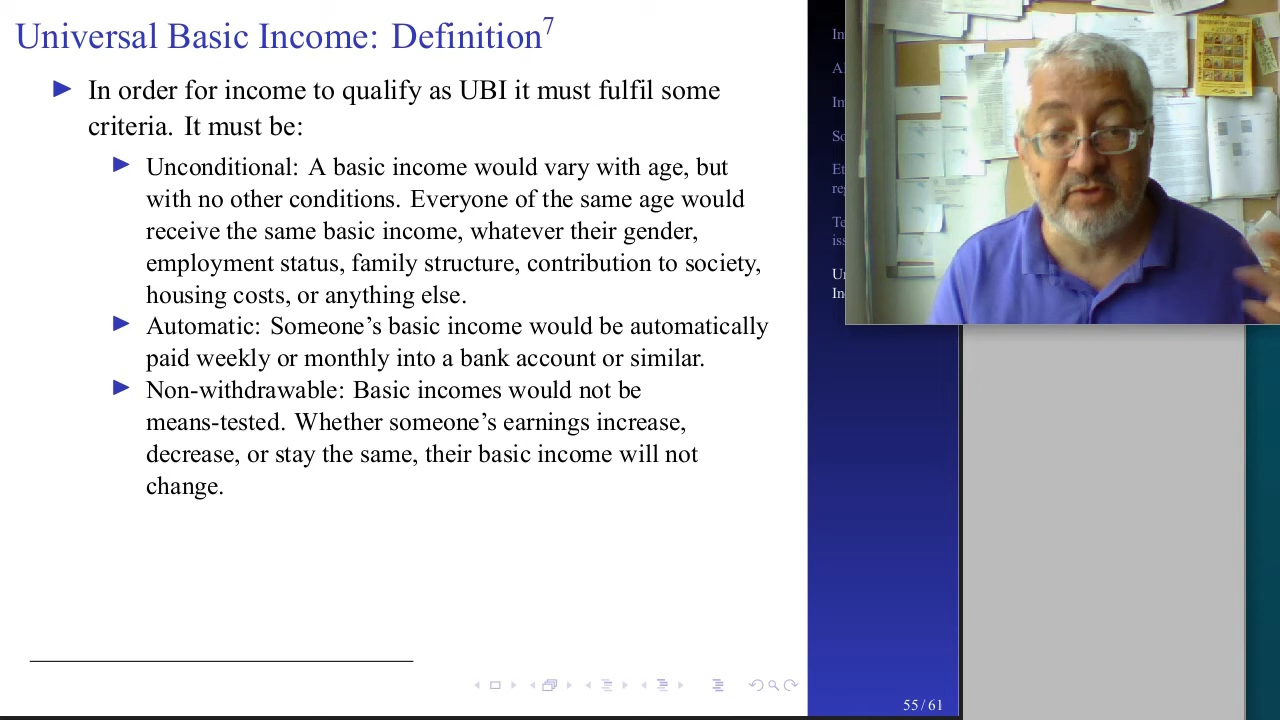 Universal Basic Income: Definition7
In order for income to qualify as UBI it must fulfil some
criteria. It must be:
Unconditional: A basic income would vary with age, but
with no other conditions. Everyone of the same age would
receive the same basic income, whatever their gender,
employment status, family structure, contribution to society,
housing costs, or anything else.
Automatic: Someone’s basic income would be automatically
paid weekly or monthly into a bank account or similar.
Non-withdrawable: Basic incomes would not be
means-tested. Whether someone’s earnings increase,
decrease, or stay the same, their basic income will not
change.
55 / 61